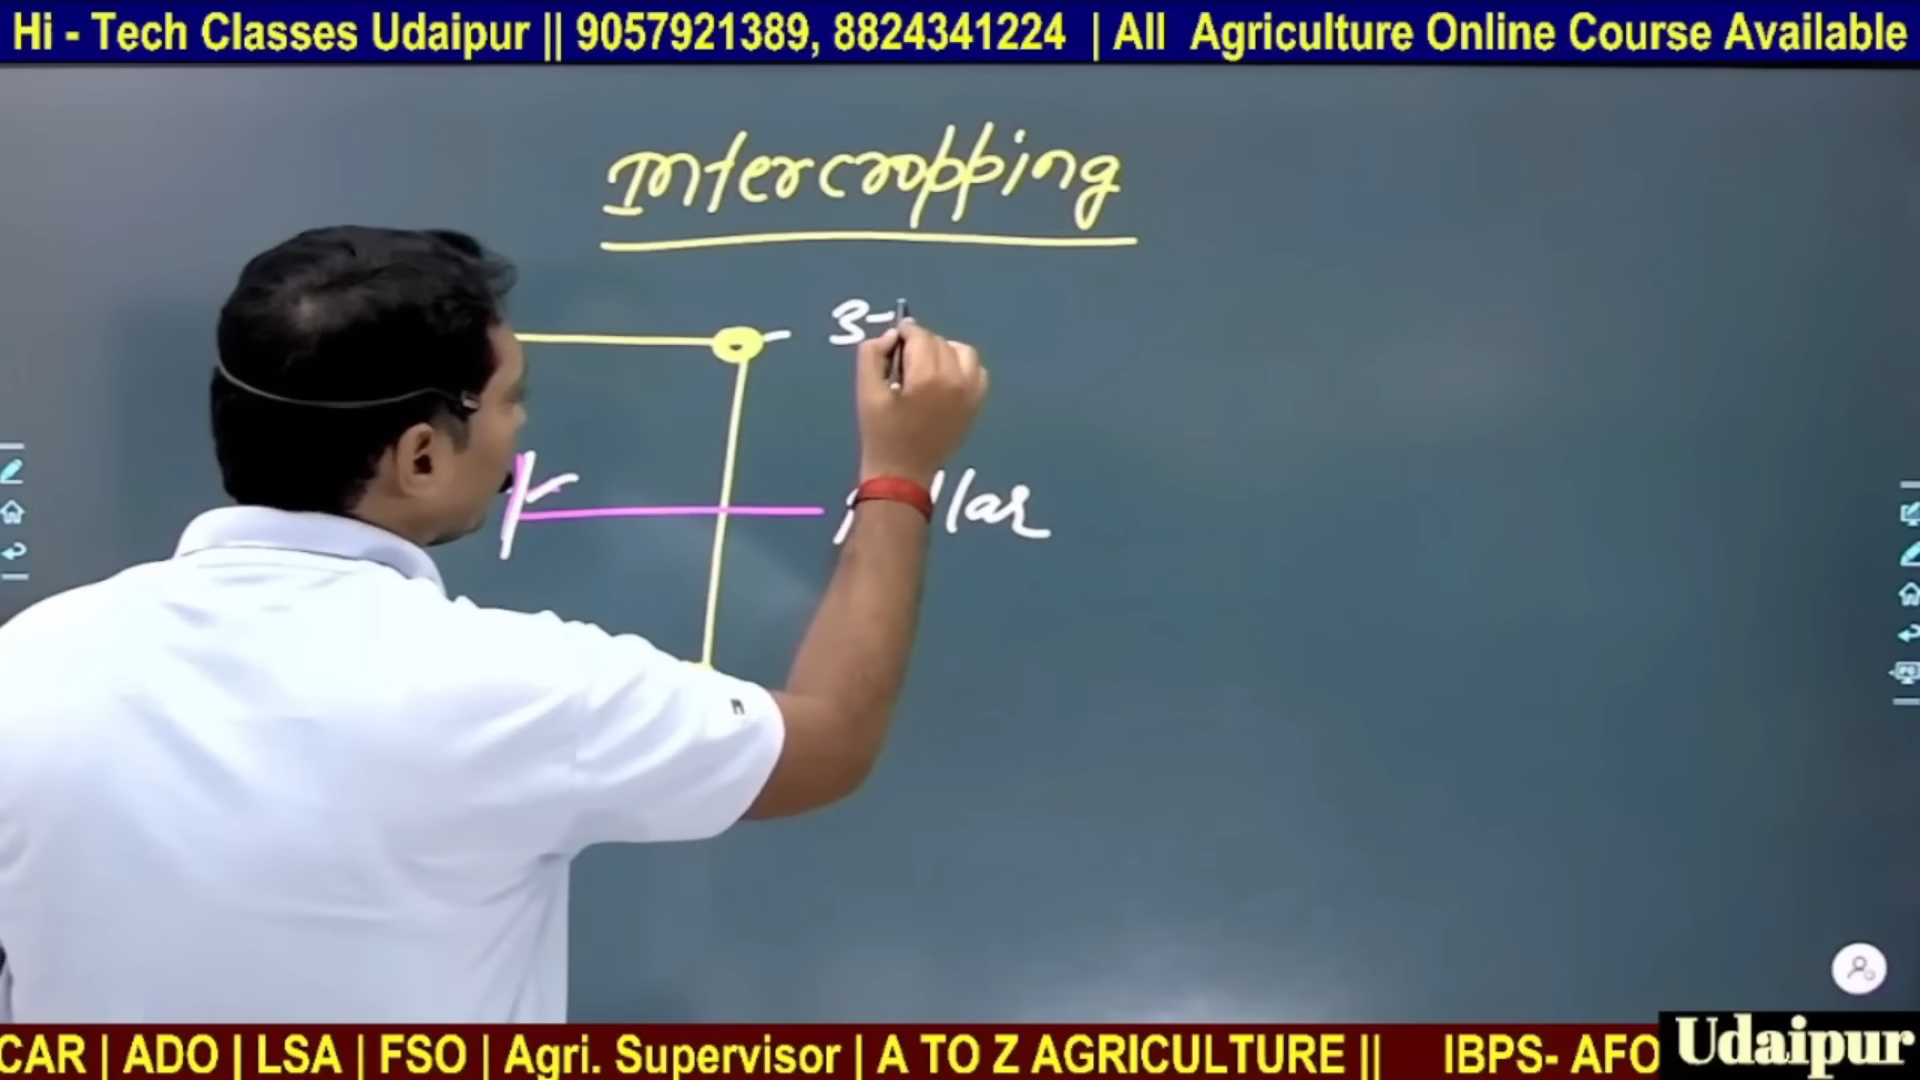 Hi - Tech Classes Udaipur || 9057921389, 8824341224 | All Agriculture Online Course Available
Intercropping
3-
CAR | ADO | LSA | FSO | Agri. Supervisor | A TO Z AGRICULTURE || IBPS- AFO
Udaipur